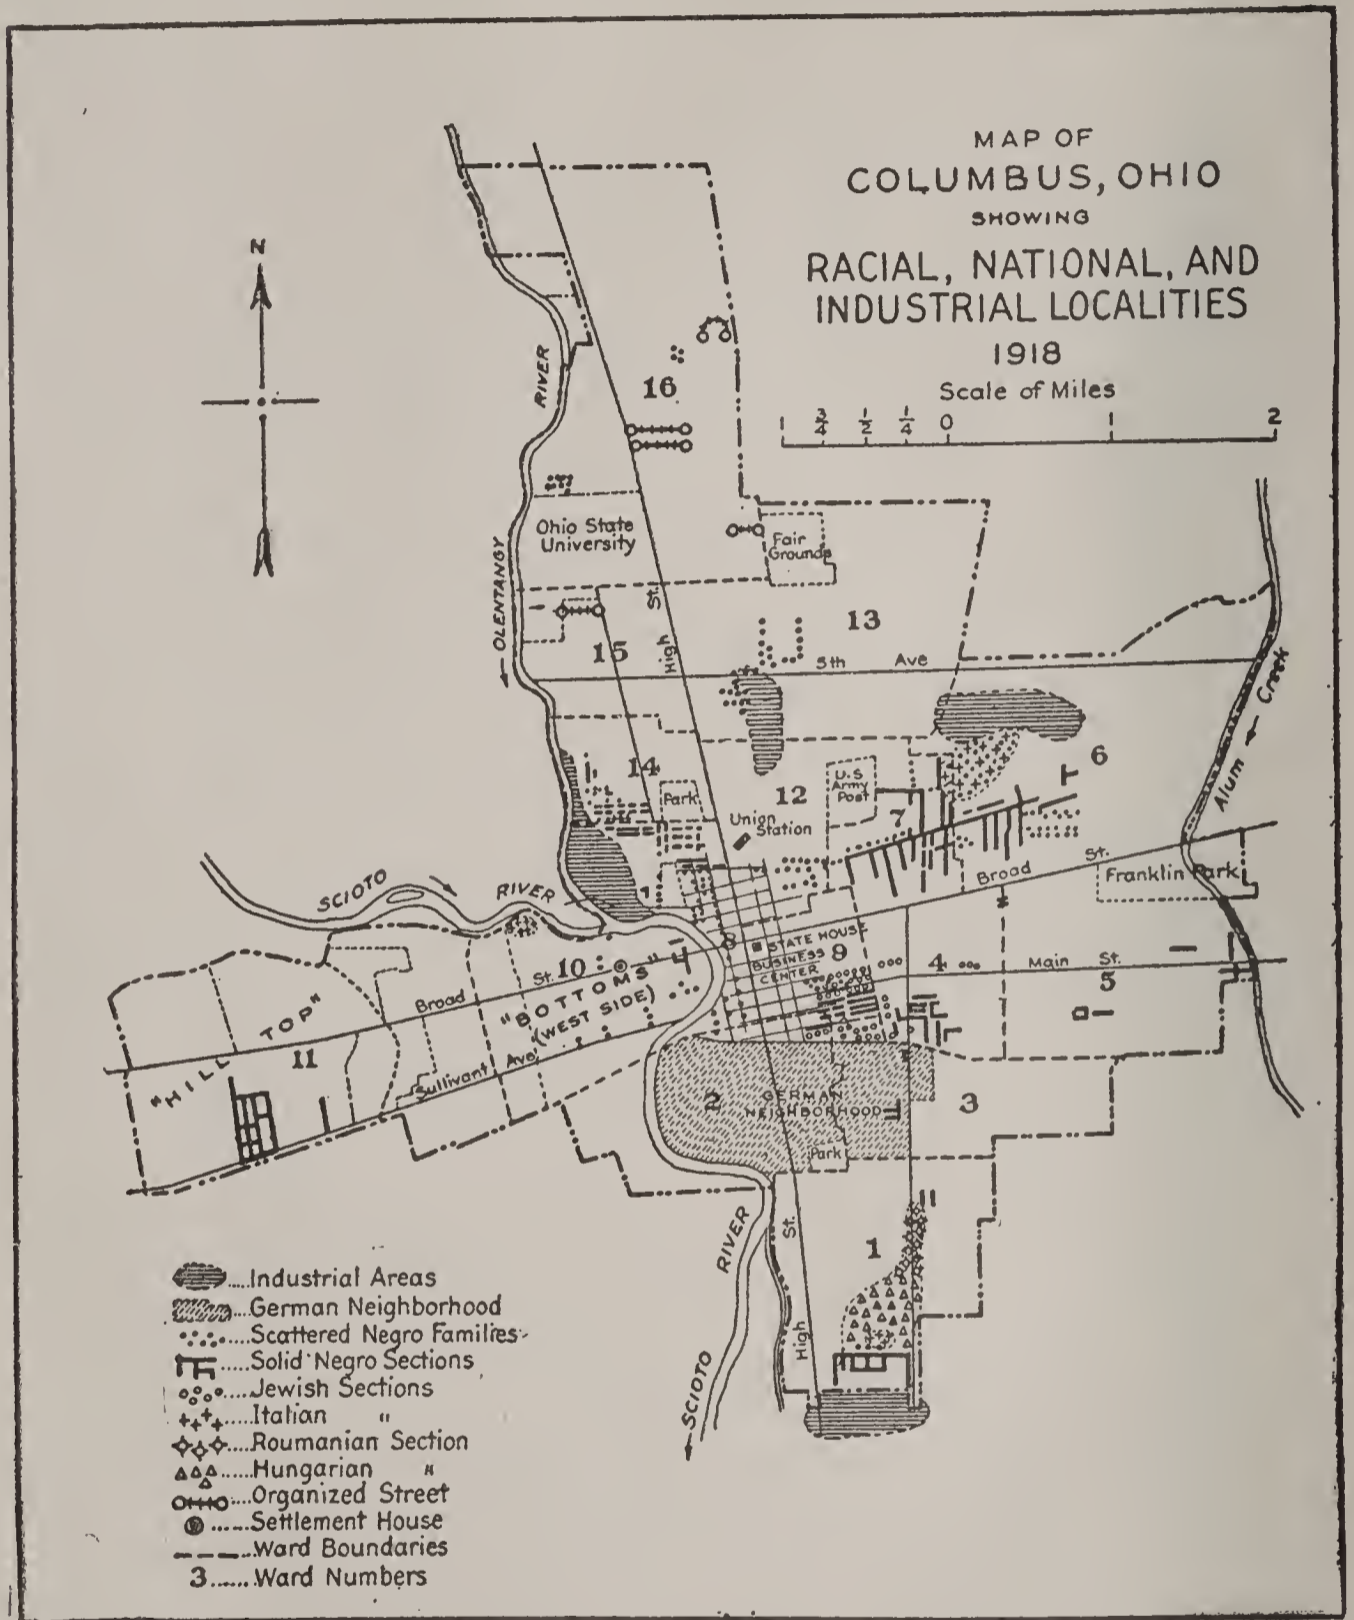 MAP OF
COLUMBUS, OHIO
SHOWING
RACIAL, NATIONAL, AND
INDUSTRIAL LOCALITIES
1918
Scale of Miles
1 3/4 1/2 1/4 0 1 2
N
RIVER
16
Ohio State
University
Fair
Grounds
OLENTANGY
St.
High
15
13
5th Ave
Creek
Alum
14
Park
12
U.S
Army
Post
6
7
Union
Station
SCIOTO
RIVER
Broad St.
Franklin Park
8
STATE HOUSE
BUSINESS
CENTER
9
4
Main St.
5
10
Broad St.
"BOTTOMS"
(WEST SIDE)
"HILL TOP"
11
Sullivant Ave
2
GERMAN
NEIGHBORHOOD
3
Park
RIVER
St.
1
High
SCIOTO
.....Industrial Areas
....German Neighborhood
.....Scattered Negro Families
.....Solid Negro Sections
.....Jewish Sections
.....Italian "
....Roumanian Section
......Hungarian "
....Organized Street
......Settlement House
...Ward Boundaries
3.......Ward Numbers